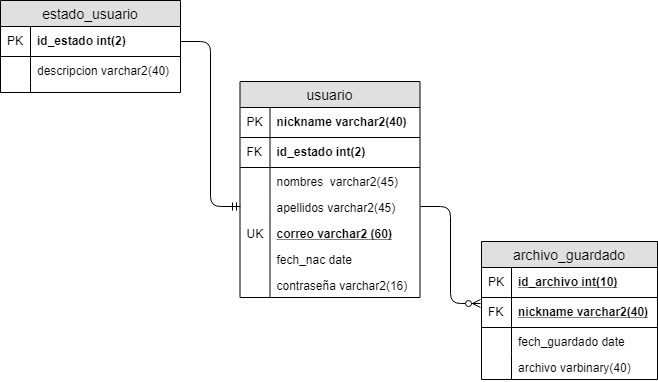 estado_usuario
PK id_estado int(2)
descripcion varchar2(40)
usuario
PK nickname varchar2(40)
FK id_estado int(2)
nombres varchar2(45)
apellidos varchar2(45)
UK correo varchar2 (60)
fech_nac date
contraseña varchar2(16)
archivo_guardado
PK id_archivo int(10)
FK nickname varchar2(40)
fech_guardado date
archivo varbinary(40)